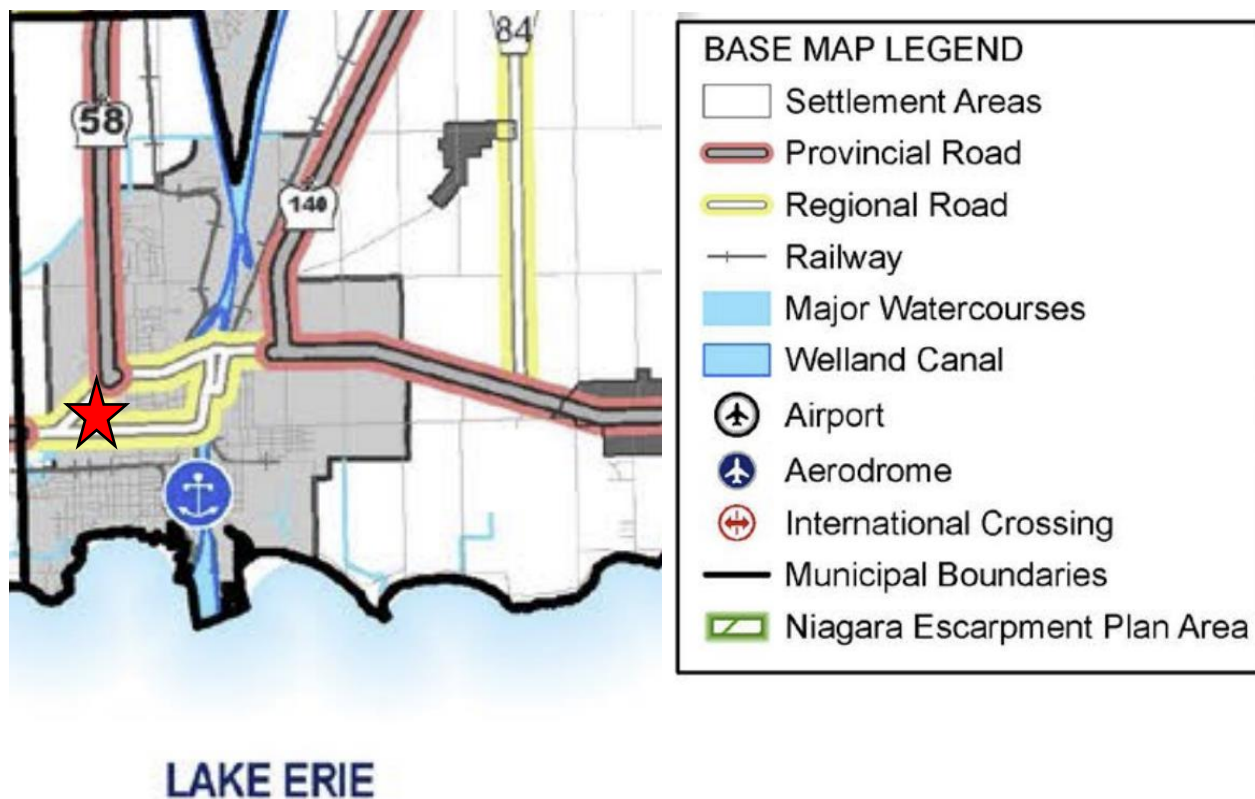 84
58
140
LAKE ERIE
BASE MAP LEGEND
Settlement Areas
Provincial Road
Regional Road
Railway
Major Watercourses
Welland Canal
Airport
Aerodrome
International Crossing
Municipal Boundaries
Niagara Escarpment Plan Area